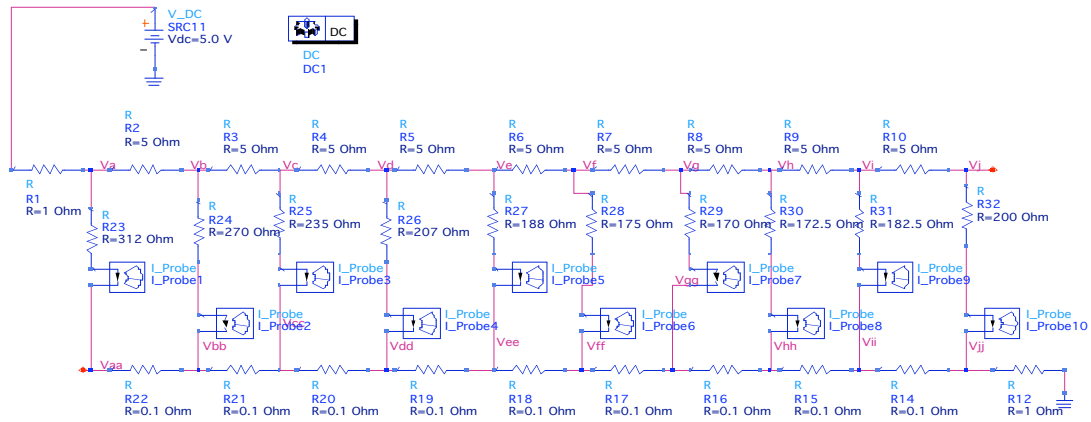 V_DC
SRC11
Vdc=5.0 V
+
−
DC
DC
DC1
R
R2
R=5 Ohm
R
R3
R=5 Ohm
R
R4
R=5 Ohm
R
R5
R=5 Ohm
R
R6
R=5 Ohm
R
R7
R=5 Ohm
R
R8
R=5 Ohm
R
R9
R=5 Ohm
R
R10
R=5 Ohm
Va
Vb
Vc
Vd
Ve
Vf
Vg
Vh
Vi
Vj
R
R1
R=1 Ohm
R
R23
R=312 Ohm
R
R24
R=270 Ohm
R
R25
R=235 Ohm
R
R26
R=207 Ohm
R
R27
R=188 Ohm
R
R28
R=175 Ohm
R
R29
R=170 Ohm
R
R30
R=172.5 Ohm
R
R31
R=182.5 Ohm
R
R32
R=200 Ohm
I_Probe
I_Probe1
I_Probe
I_Probe3
I_Probe
I_Probe5
Vgg
I_Probe
I_Probe7
I_Probe
I_Probe9
I_Probe
I_Probe2
Vcc
I_Probe
I_Probe4
I_Probe
I_Probe6
I_Probe
I_Probe8
I_Probe
I_Probe10
Vaa
Vbb
Vdd
Vee
Vff
Vhh
Vii
Vjj
R
R22
R=0.1 Ohm
R
R21
R=0.1 Ohm
R
R20
R=0.1 Ohm
R
R19
R=0.1 Ohm
R
R18
R=0.1 Ohm
R
R17
R=0.1 Ohm
R
R16
R=0.1 Ohm
R
R15
R=0.1 Ohm
R
R14
R=0.1 Ohm
R
R12
R=1 Ohm